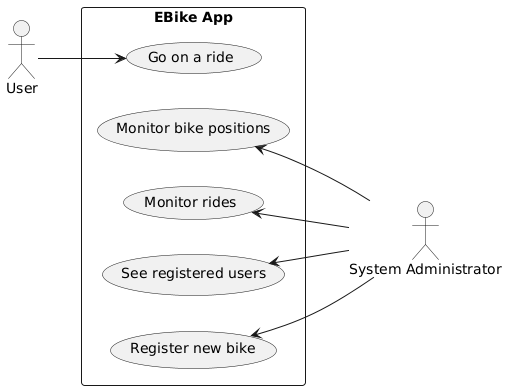 EBike App
User
Go on a ride
Monitor bike positions
Monitor rides
System Administrator
See registered users
Register new bike